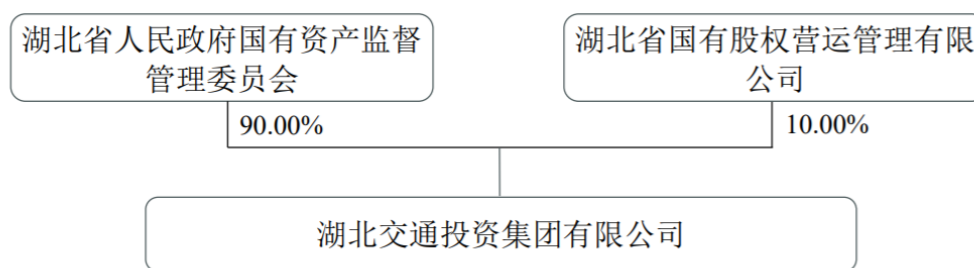 湖北省人民政府国有资产监督
管理委员会
湖北省国有股权营运管理有限
公司
90.00%
10.00%
湖北交通投资集团有限公司